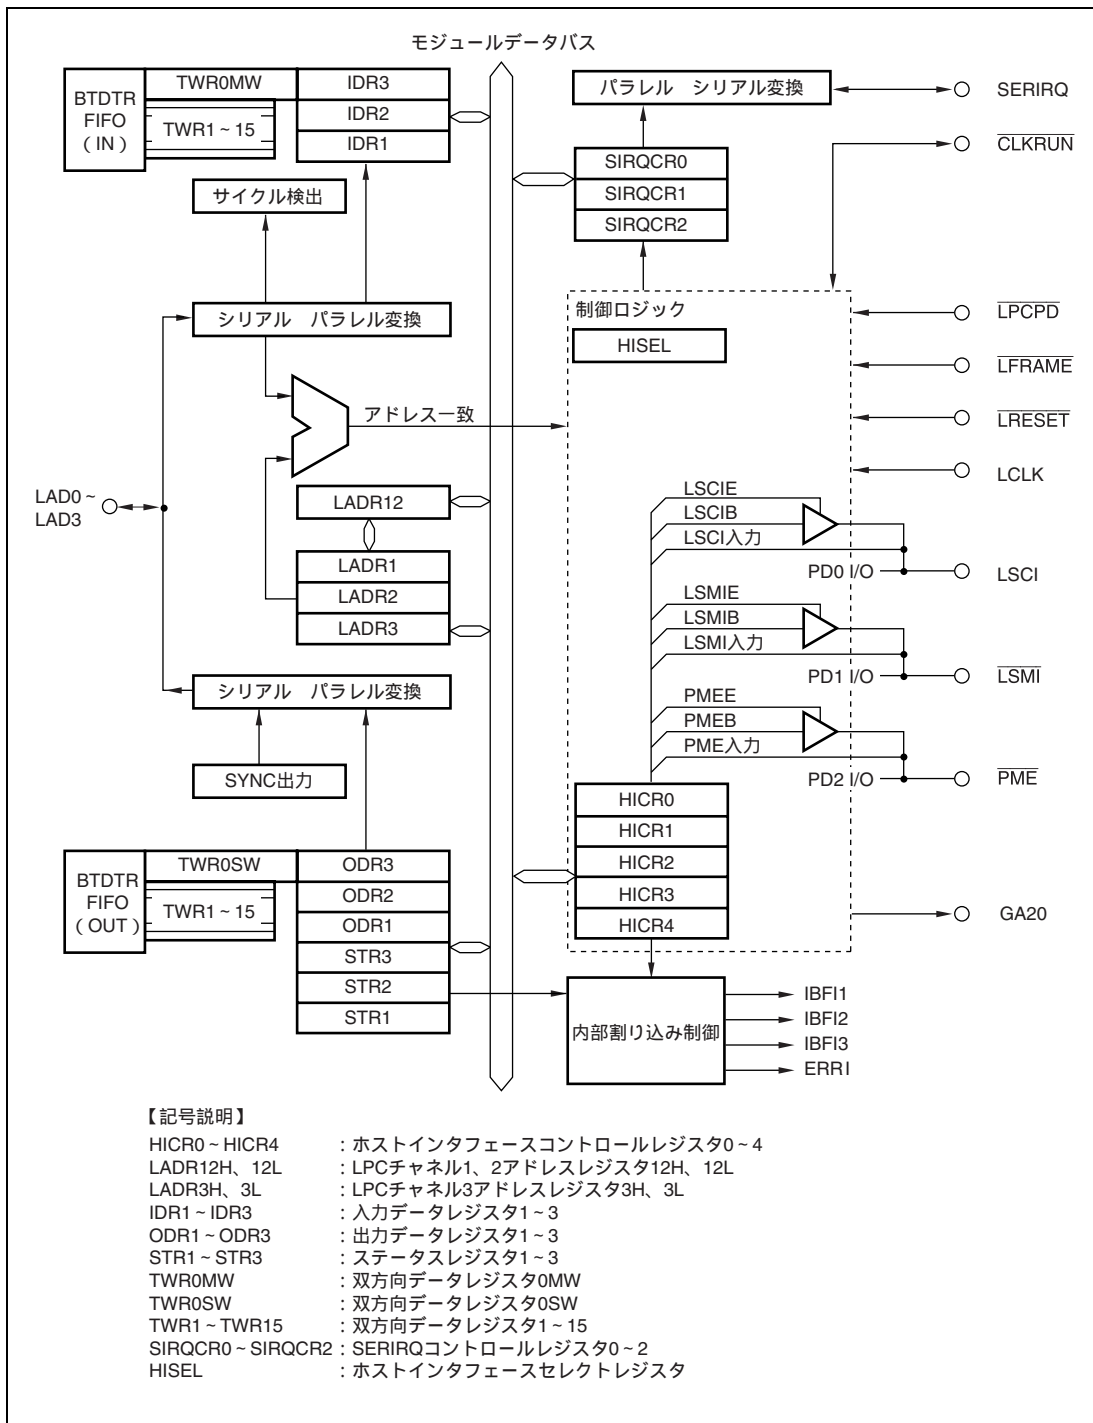 モジュールデータバス
BTDTR
FIFO
（IN）
TWR0MW
TWR1～15
IDR3
IDR2
IDR1
サイクル検出
シリアル　パラレル変換
アドレス一致
LAD0～
LAD3
LADR12
LADR1
LADR2
LADR3
シリアル　パラレル変換
SYNC出力
BTDTR
FIFO
（OUT）
TWR0SW
TWR1～15
ODR3
ODR2
ODR1
STR3
STR2
STR1
パラレル　シリアル変換
SIRQCR0
SIRQCR1
SIRQCR2
制御ロジック
HISEL
LSCIE
LSCIB
LSCI入力
PD0 I/O
LSMIE
LSMIB
LSMI入力
PD1 I/O
PMEE
PMEB
PME入力
PD2 I/O
HICR0
HICR1
HICR2
HICR3
HICR4
内部割り込み制御
SERIRQ
CLKRUN
LPCPD
LFRAME
LRESET
LCLK
LSCI
LSMI
PME
GA20
IBFI1
IBFI2
IBFI3
ERRI
【記号説明】
HICR0～HICR4 ：ホストインタフェースコントロールレジスタ0～4
LADR12H、12L ：LPCチャネル1、2アドレスレジスタ12H、12L
LADR3H、3L ：LPCチャネル3アドレスレジスタ3H、3L
IDR1～IDR3 ：入力データレジスタ1～3
ODR1～ODR3 ：出力データレジスタ1～3
STR1～STR3 ：ステータスレジスタ1～3
TWR0MW ：双方向データレジスタ0MW
TWR0SW ：双方向データレジスタ0SW
TWR1～TWR15 ：双方向データレジスタ1～15
SIRQCR0～SIRQCR2：SERIRQコントロールレジスタ0～2
HISEL ：ホストインタフェースセレクトレジスタ